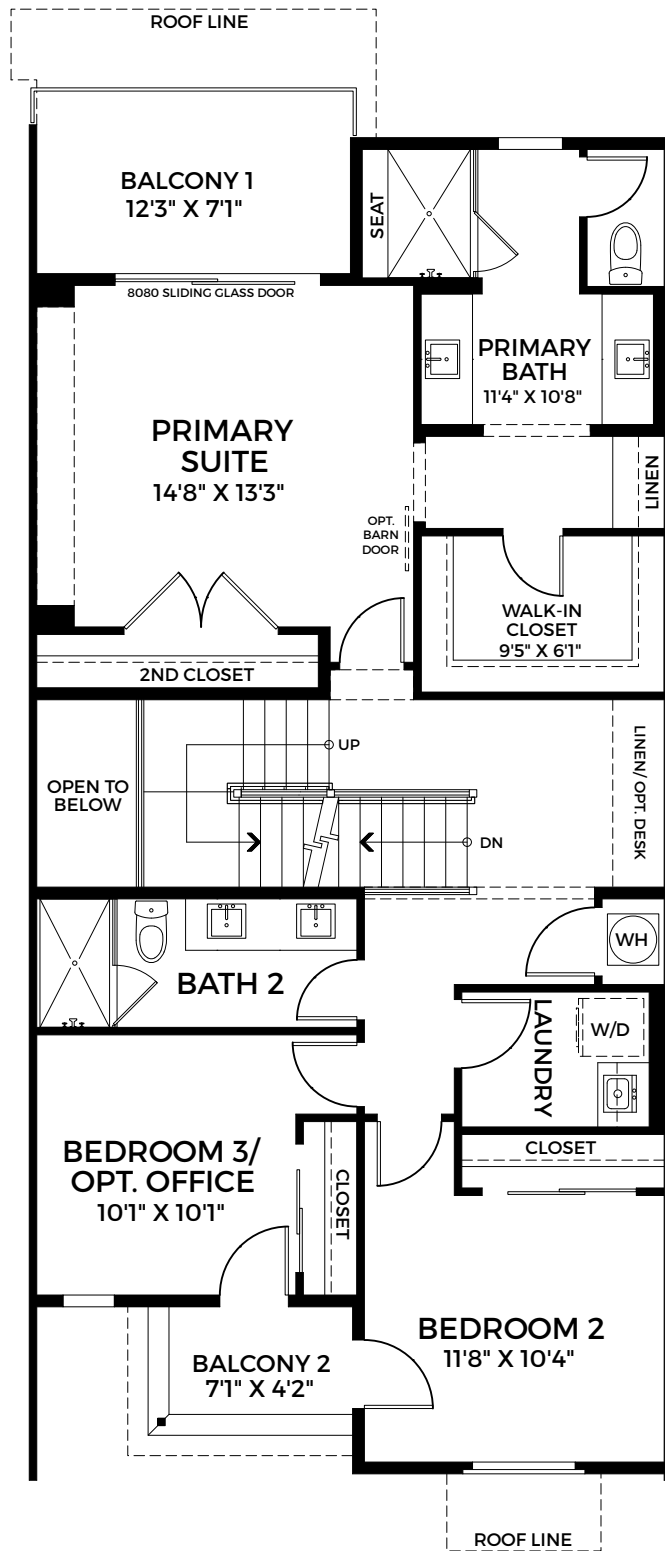 ROOF LINE
BALCONY 1
12'3" X 7'1"
SEAT
8080 SLIDING GLASS DOOR
PRIMARY
BATH
11'4" X 10'8"
PRIMARY
SUITE
14'8" X 13'3"
LINEN
OPT.
BARN
DOOR
WALK-IN
CLOSET
9'5" X 6'1"
2ND CLOSET
UP
OPEN TO
BELOW
LINEN/ OPT. DESK
DN
WH
BATH 2
LAUNDRY
W/D
BEDROOM 3/
OPT. OFFICE
10'1" X 10'1"
CLOSET
CLOSET
BEDROOM 2
11'8" X 10'4"
BALCONY 2
7'1" X 4'2"
ROOF LINE